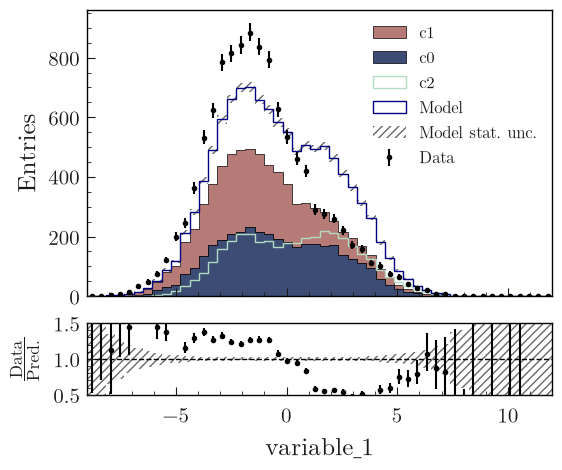 Entries
800
600
400
200
0
c1
c0
c2
Model
Model stat. unc.
Data
Data
Pred.
1.5
1.0
0.5
−5
0
5
10
variable_1